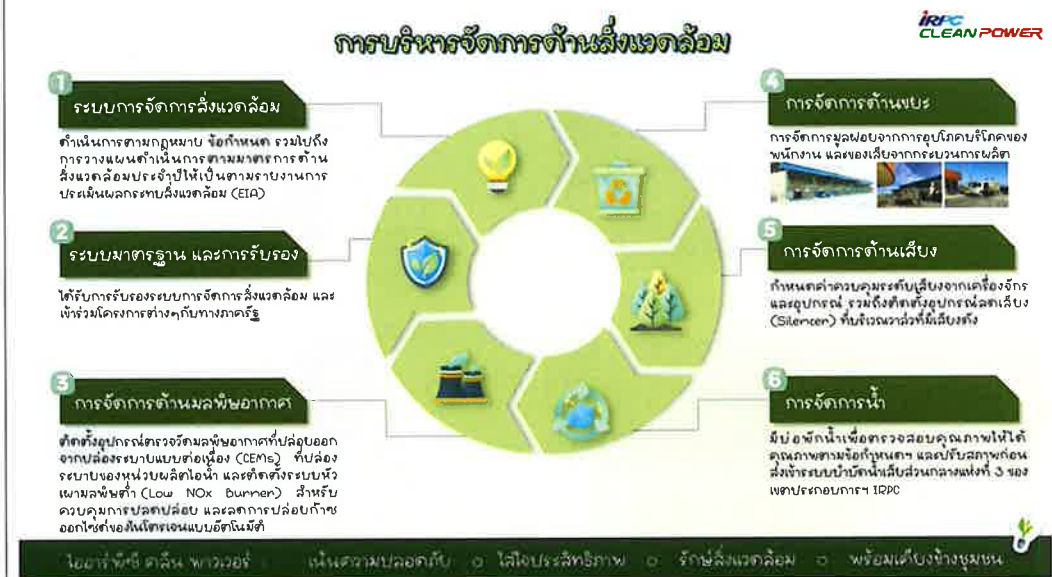 iRPC
CLEAN POWER
การบริหารจัดการด้านสิ่งแวดล้อม
1
ระบบการจัดการสิ่งแวดล้อม
ดำเนินการตามกฎหมาย ข้อกำหนด รวมไปถึง
การวางแผนดำเนินการตามมาตรการด้าน
สิ่งแวดล้อมประจำปีให้เป็นตามรายงานการ
ประเมินผลกระทบสิ่งแวดล้อม (EIA)
2
ระบบมาตรฐาน และการรับรอง
ได้รับการรับรองระบบการจัดการสิ่งแวดล้อม และ
เข้าร่วมโครงการต่างๆกับทางภาครัฐ
3
การจัดการด้านมลพิษอากาศ
ติดตั้งอุปกรณ์ตรวจวัดมลพิษอากาศที่ปล่อยออก
จากปล่องระบายแบบต่อเนื่อง (CEMs) ที่ปล่อง
ระบายของหน่วยผลิตไอน้ำ และติดตั้งระบบหัว
เผามลพิษต่ำ (Low NOx Burner) สำหรับ
ควบคุมการปลดปล่อย และลดการปล่อยก๊าซ
ออกไซด์ของไนโตรเจนแบบอัตโนมัติ
4
การจัดการด้านขยะ
การจัดการมูลฝอยจากการอุปโภคบริโภคของ
พนักงาน และของเสียจากกระบวนการผลิต
5
การจัดการด้านเสียง
กำหนดค่าควบคุมระดับเสียงจากเครื่องจักร
และอุปกรณ์ รวมถึงติดตั้งอุปกรณ์ลดเสียง
(Silencer) ที่บริเวณวาล์วที่มีเสียงดัง
6
การจัดการน้ำ
มีบ่อพักน้ำเพื่อตรวจสอบคุณภาพให้ได้
คุณภาพตามข้อกำหนดฯ และปรับสภาพก่อน
ส่งเข้าระบบบำบัดน้ำเสียส่วนกลางแห่งที่ 3 ของ
เขตประกอบการฯ IRPC
ไออาร์พีซี คลีน พาวเวอร์ เน้นความปลอดภัย o ใส่ใจประสิทธิภาพ o รักษ์สิ่งแวดล้อม o พร้อมเคียงข้างชุมชน